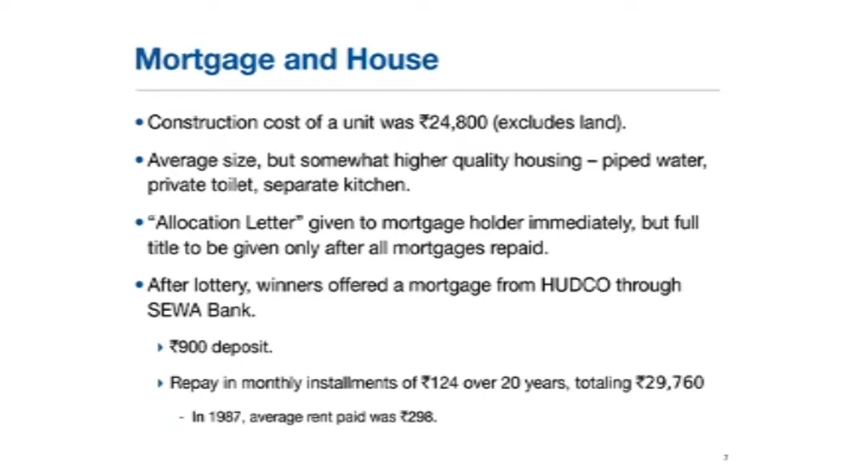 Mortgage and House
• Construction cost of a unit was ₹24,800 (excludes land).
• Average size, but somewhat higher quality housing – piped water,
private toilet, separate kitchen.
• “Allocation Letter” given to mortgage holder immediately, but full
title to be given only after all mortgages repaid.
• After lottery, winners offered a mortgage from HUDCO through
SEWA Bank.
▸ ₹900 deposit.
▸ Repay in monthly installments of ₹124 over 20 years, totaling ₹29,760
- In 1987, average rent paid was ₹298.
7